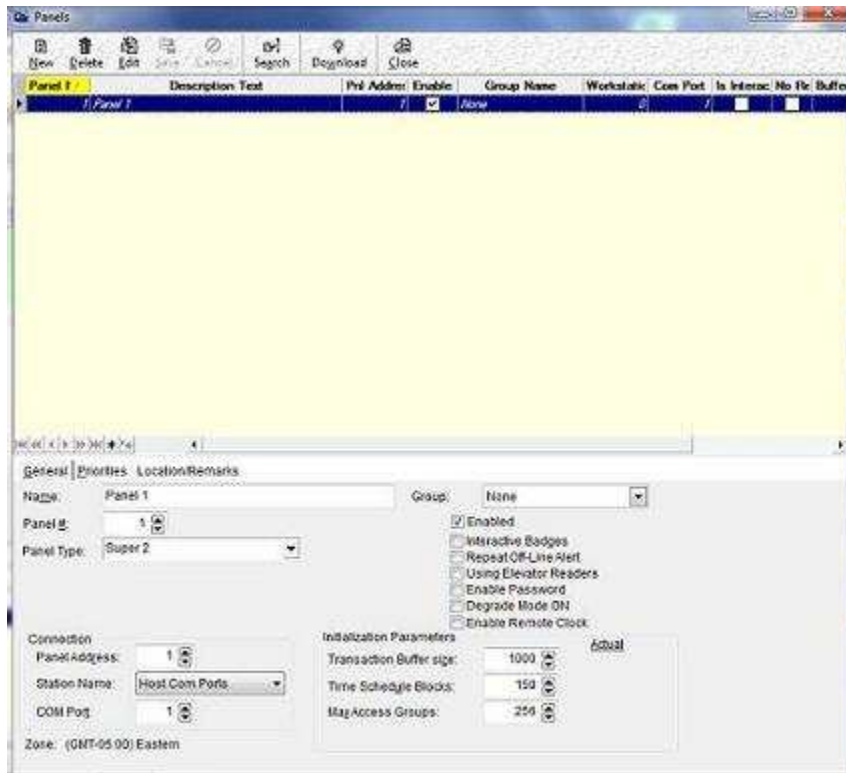 Panels
New Delete Edit Save Cancel Search Download Close
Panel # Description Text Pnl Addre: Enable Group Name Workstatic Com Port Is Interac No Re Buffe
1 Panel 1 1 None 0 1
General Priorities Location/Remarks
Name: Panel 1 Group: None
Panel #: 1 Enabled
Panel Type: Super 2 Interactive Badges
Repeat Off-Line Alert
Using Elevator Readers
Enable Password
Degrade Mode ON
Enable Remote Clock
Connection Initialization Parameters Actual
Panel Address: 1 Transaction Buffer size: 1000
Station Name: Host Com Ports Time Schedule Blocks: 150
COM Port: 1 Max Access Groups: 256
Zone: (GMT-05:00) Eastern